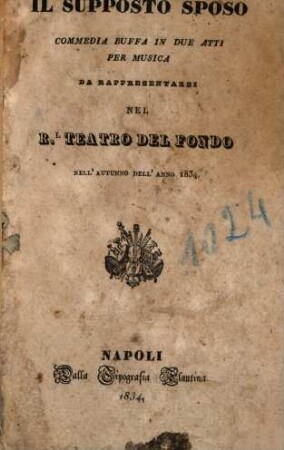 IL SUPPOSTO SPOSO
COMMEDIA BUFFA IN DUE ATTI
PER MUSICA
DA RAPPRESENTARSI
NEL
R.L TEATRO DEL FONDO
NELL'AUTUNNO DELL'ANNO 1834.
1024
NAPOLI
Dalla Tipografia Flautina
1834.